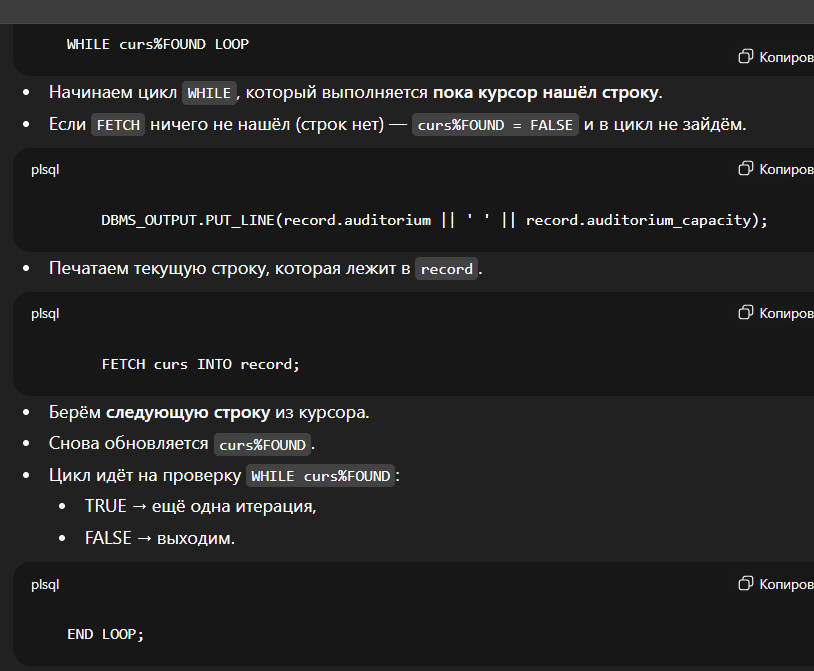 WHILE curs%FOUND LOOP
Копиров
• Начинаем цикл WHILE, который выполняется пока курсор нашёл строку.
• Если FETCH ничего не нашёл (строк нет) — curs%FOUND = FALSE и в цикл не зайдём.
plsql
Копиров
DBMS_OUTPUT.PUT_LINE(record.auditorium || ' ' || record.auditorium_capacity);
• Печатаем текущую строку, которая лежит в record.
plsql
Копиров
FETCH curs INTO record;
• Берём следующую строку из курсора.
• Снова обновляется curs%FOUND.
• Цикл идёт на проверку WHILE curs%FOUND:
• TRUE → ещё одна итерация,
• FALSE → выходим.
plsql
Копиров
END LOOP;